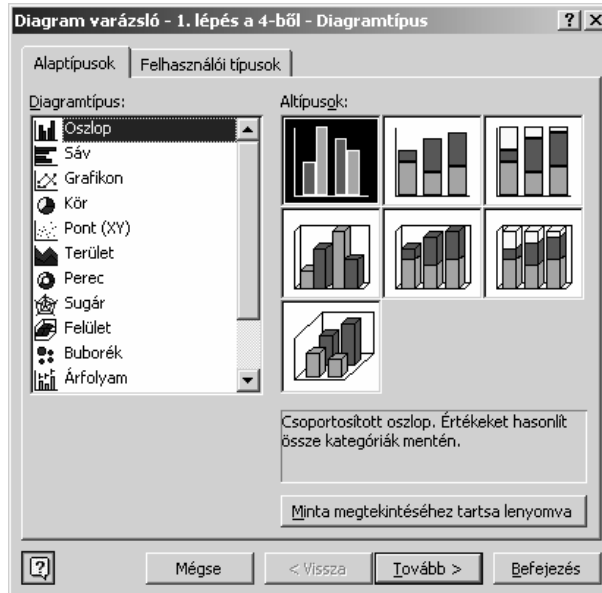 Diagram varázsló - 1. lépés a 4-ből - Diagramtípus
Alaptípusok
Felhasználói típusok
Diagramtípus:
Oszlop
Sáv
Grafikon
Kör
Pont (XY)
Terület
Perec
Sugár
Felület
Buborék
Árfolyam
Altípusok:
Csoportosított oszlop. Értékeket hasonlít
össze kategóriák mentén.
Minta megtekintéséhez tartsa lenyomva
Mégse
< Vissza
Tovább >
Befejezés